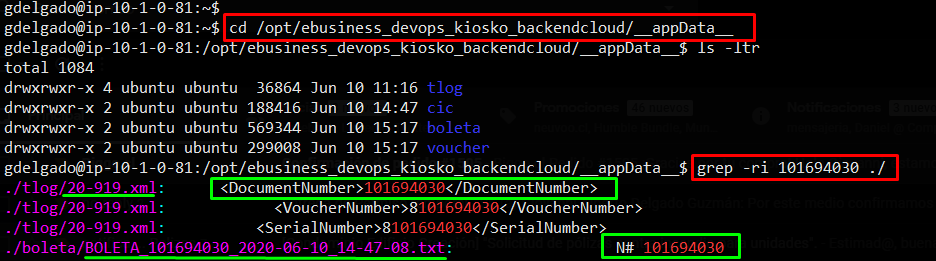 gdelgado@ip-10-1-0-81:~$
gdelgado@ip-10-1-0-81:~$ cd /opt/ebusiness_devops_kiosko_backendcloud/__appData__
gdelgado@ip-10-1-0-81:/opt/ebusiness_devops_kiosko_backendcloud/__appData__$ ls -ltr
total 1084
drwxrwxr-x 4 ubuntu ubuntu  36864 Jun 10 11:16 tlog
drwxrwxr-x 2 ubuntu ubuntu 188416 Jun 10 14:47 cic
drwxrwxr-x 2 ubuntu ubuntu 569344 Jun 10 15:17 boleta
drwxrwxr-x 2 ubuntu ubuntu 299008 Jun 10 15:17 voucher
gdelgado@ip-10-1-0-81:/opt/ebusiness_devops_kiosko_backendcloud/__appData__$ grep -ri 101694030 ./
./tlog/20-919.xml: <DocumentNumber>101694030</DocumentNumber>
./tlog/20-919.xml: <VoucherNumber>8101694030</VoucherNumber>
./tlog/20-919.xml: <SerialNumber>8101694030</SerialNumber>
./boleta/BOLETA_101694030_2020-06-10_14-47-08.txt: N# 101694030
Promociones
Notificaciones